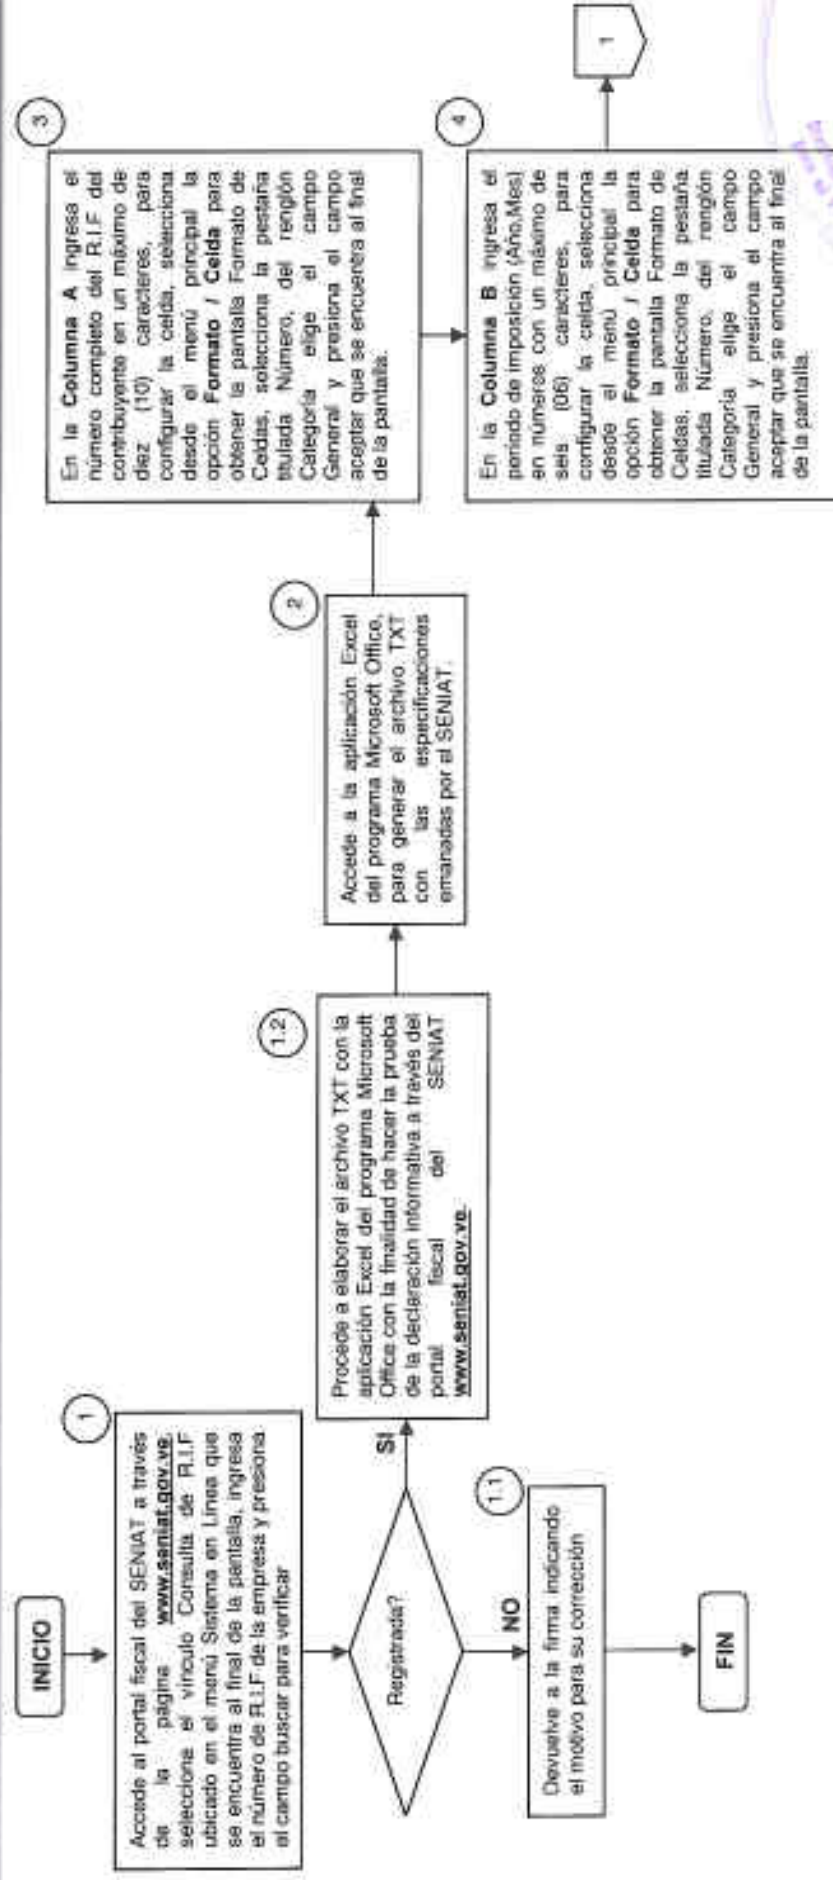 INICIO
1
Accede al portal fiscal del SENIAT a través
de la página www.seniat.gov.ve,
selecciona el vínculo Consulta de R.I.F
ubicado en el menú Sistema en Línea que
se encuentra al final de la pantalla, ingresa
el número de R.I.F de la empresa y presiona
el campo buscar para verificar
Registrada?
NO
1.1
Devuelve a la firma indicando
el motivo para su corrección
FIN
SI
1.2
Procede a elaborar el archivo TXT con la
aplicación Excel del programa Microsoft
Office con la finalidad de hacer la prueba
de la declaración informativa a través del
portal fiscal del SENIAT
www.seniat.gov.ve.
2
Accede a la aplicación Excel
del programa Microsoft Office,
para generar el archivo TXT
con las especificaciones
emanadas por el SENIAT.
3
En la Columna A ingresa el
número completo del R.I.F del
contribuyente en un máximo de
diez (10) caracteres, para
configurar la celda, selecciona
desde el menú principal la
opción Formato / Celda para
obtener la pantalla Formato de
Celdas, selecciona la pestaña
titulada Número, del renglón
Categoría elige el campo
General y presiona el campo
aceptar que se encuentra al final
de la pantalla.
4
En la Columna B ingresa el
período de imposición (Año,Mes)
en números con un máximo de
seis (06) caracteres, para
configurar la celda, selecciona
desde el menú principal la
opción Formato / Celda para
obtener la pantalla Formato de
Celdas, selecciona la pestaña
titulada Número, del renglón
Categoría elige el campo
General y presiona el campo
aceptar que se encuentra al final
de la pantalla.
1